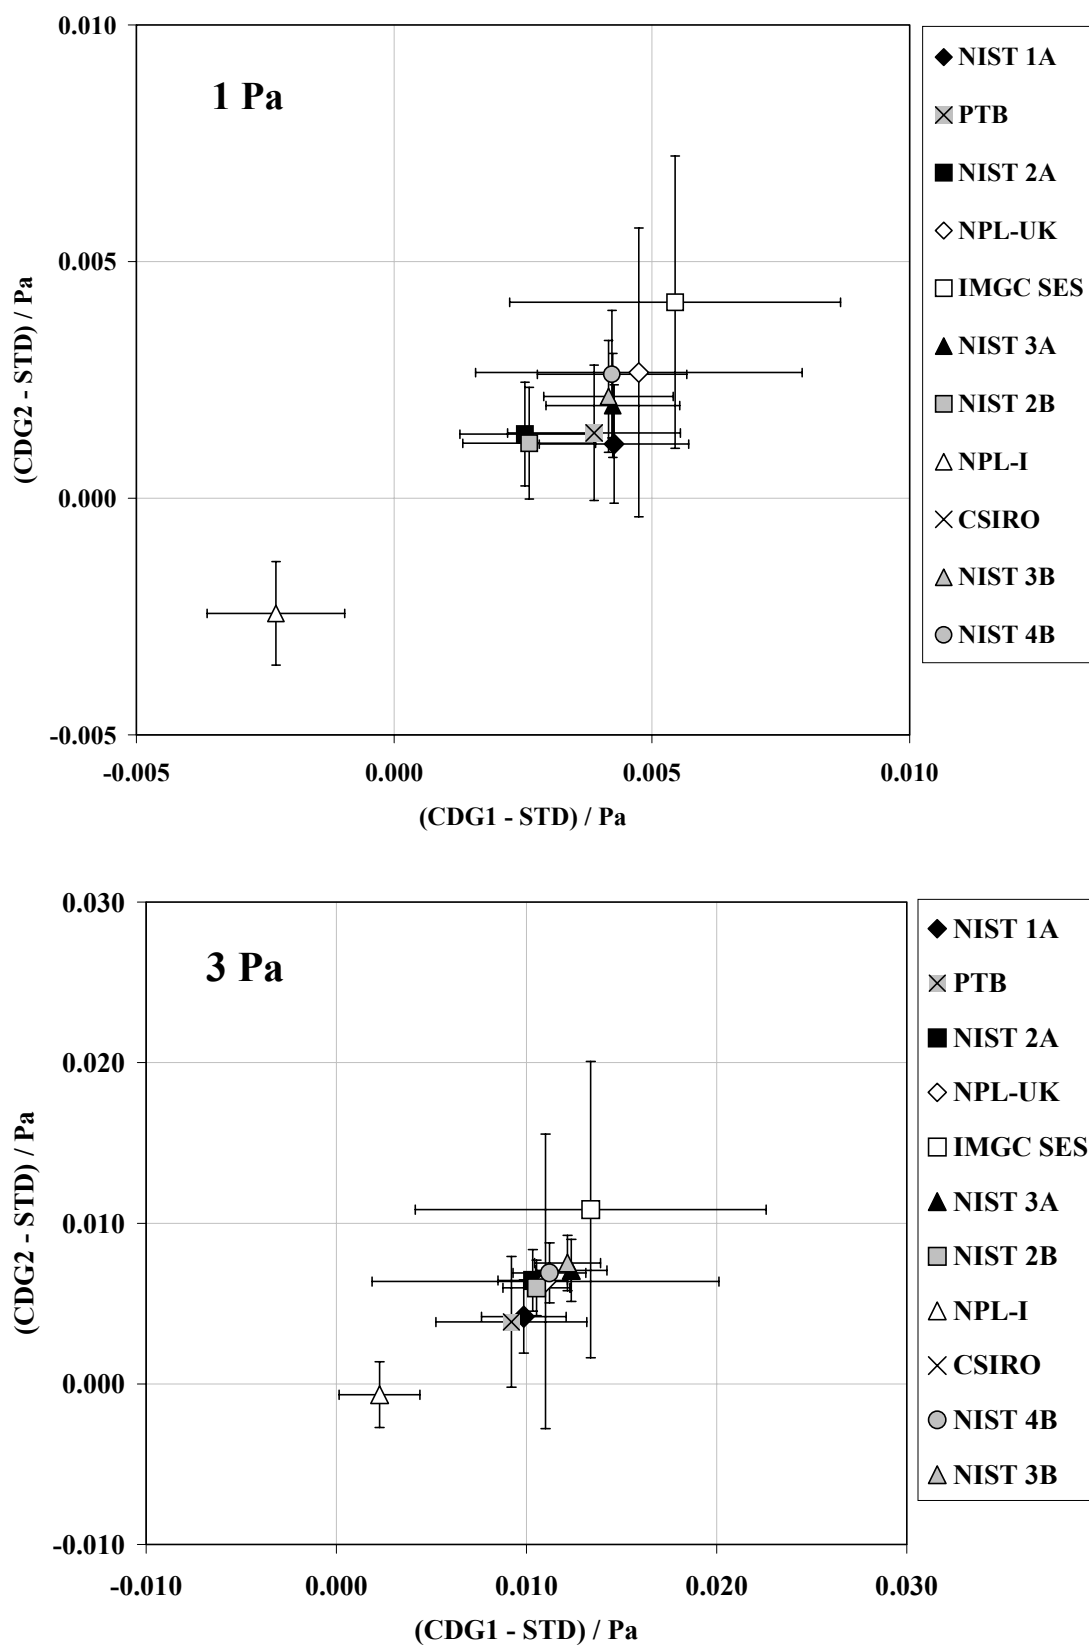 0.010
1 Pa
0.005
0.000
-0.005
-0.005 0.000 0.005 0.010
(CDG2 - STD) / Pa
(CDG1 - STD) / Pa
NIST 1A
PTB
NIST 2A
NPL-UK
IMGC SES
NIST 3A
NIST 2B
NPL-I
CSIRO
NIST 3B
NIST 4B
0.030
3 Pa
0.020
0.010
0.000
-0.010
-0.010 0.000 0.010 0.020 0.030
(CDG2 - STD) / Pa
(CDG1 - STD) / Pa
NIST 1A
PTB
NIST 2A
NPL-UK
IMGC SES
NIST 3A
NIST 2B
NPL-I
CSIRO
NIST 4B
NIST 3B